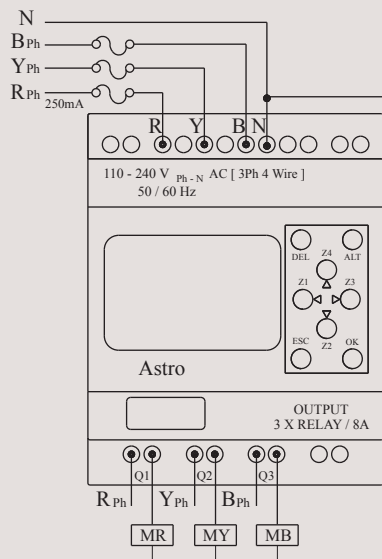 N
BPh
YPh
RPh 250mA
R Y B N
110 - 240 V Ph - N AC [ 3Ph 4 Wire ]
50 / 60 Hz
DEL Z4 ALT
Z1 Z3
ESC Z2 OK
Astro
OUTPUT
3 X RELAY / 8A
Q1 Q2 Q3
RPh YPh BPh
MR MY MB